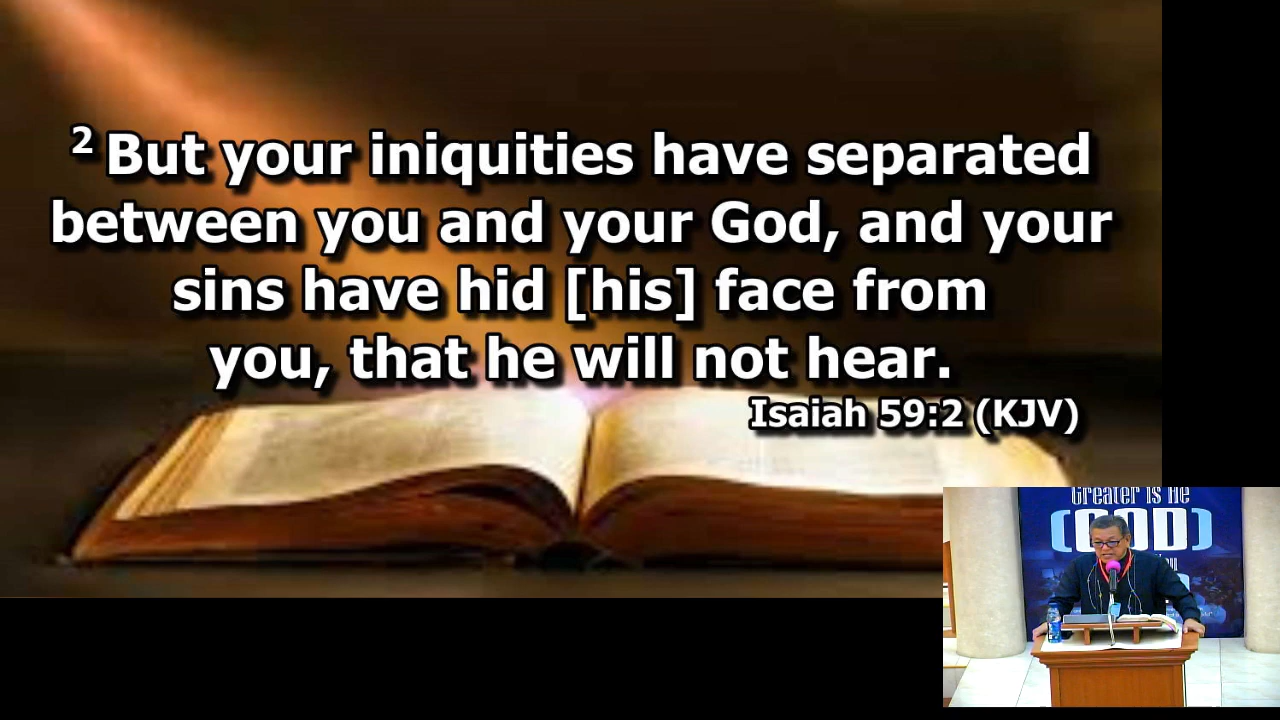 2 But your iniquities have separated
between you and your God, and your
sins have hid [his] face from
you, that he will not hear.
Isaiah 59:2 (KJV)
Greater is He
(GOD)